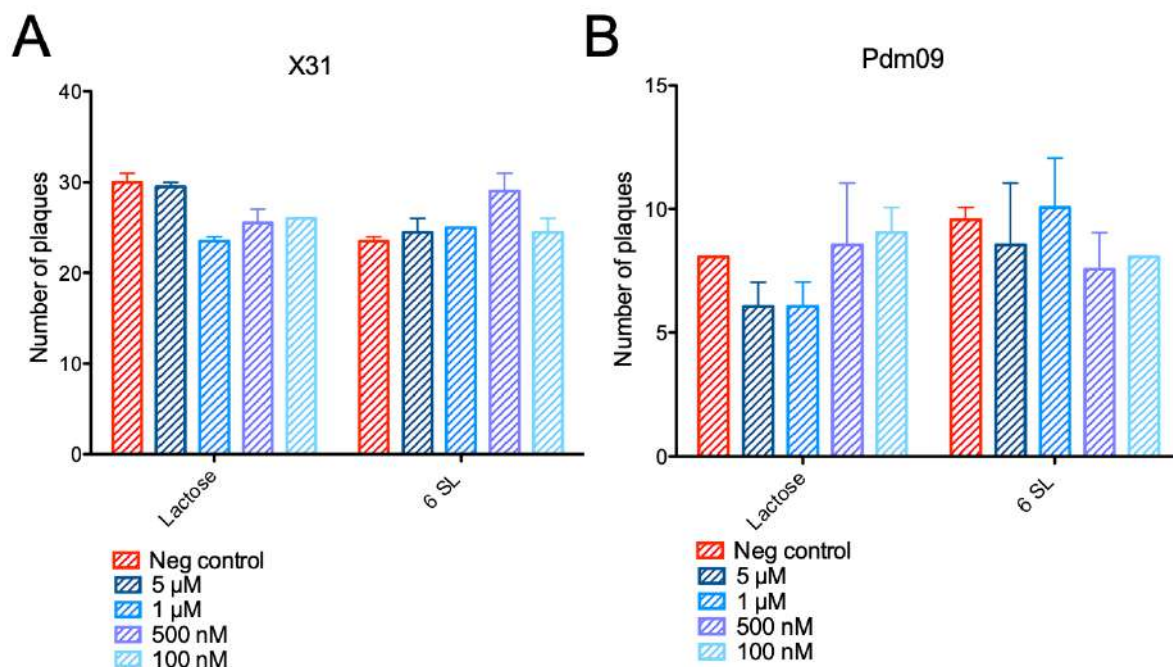 A
X31
Number of plaques
40
30
20
10
0
Lactose
6 SL
Neg control
5 µM
1 µM
500 nM
100 nM
B
Pdm09
Number of plaques
15
10
5
0
Lactose
6 SL
Neg control
5 µM
1 µM
500 nM
100 nM